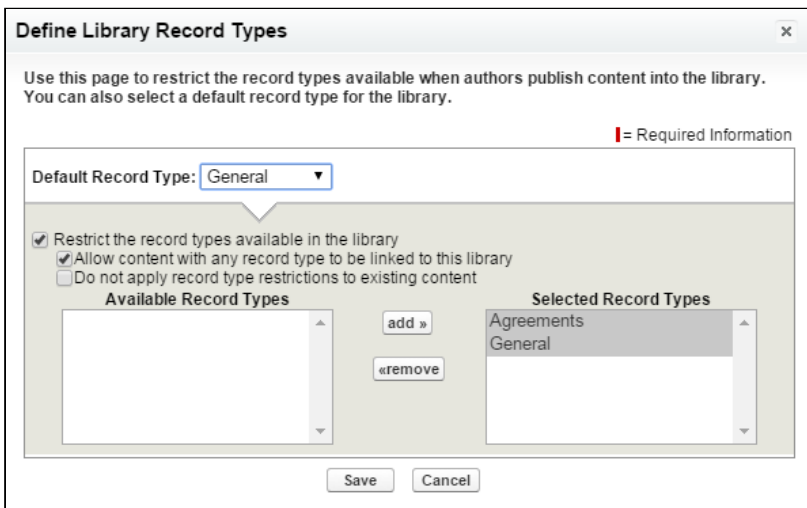 Define Library Record Types
Use this page to restrict the record types available when authors publish content into the library.
You can also select a default record type for the library.
= Required Information
Default Record Type: General
Restrict the record types available in the library
Allow content with any record type to be linked to this library
Do not apply record type restrictions to existing content
Available Record Types
add »
«remove
Selected Record Types
Agreements
General
Save Cancel